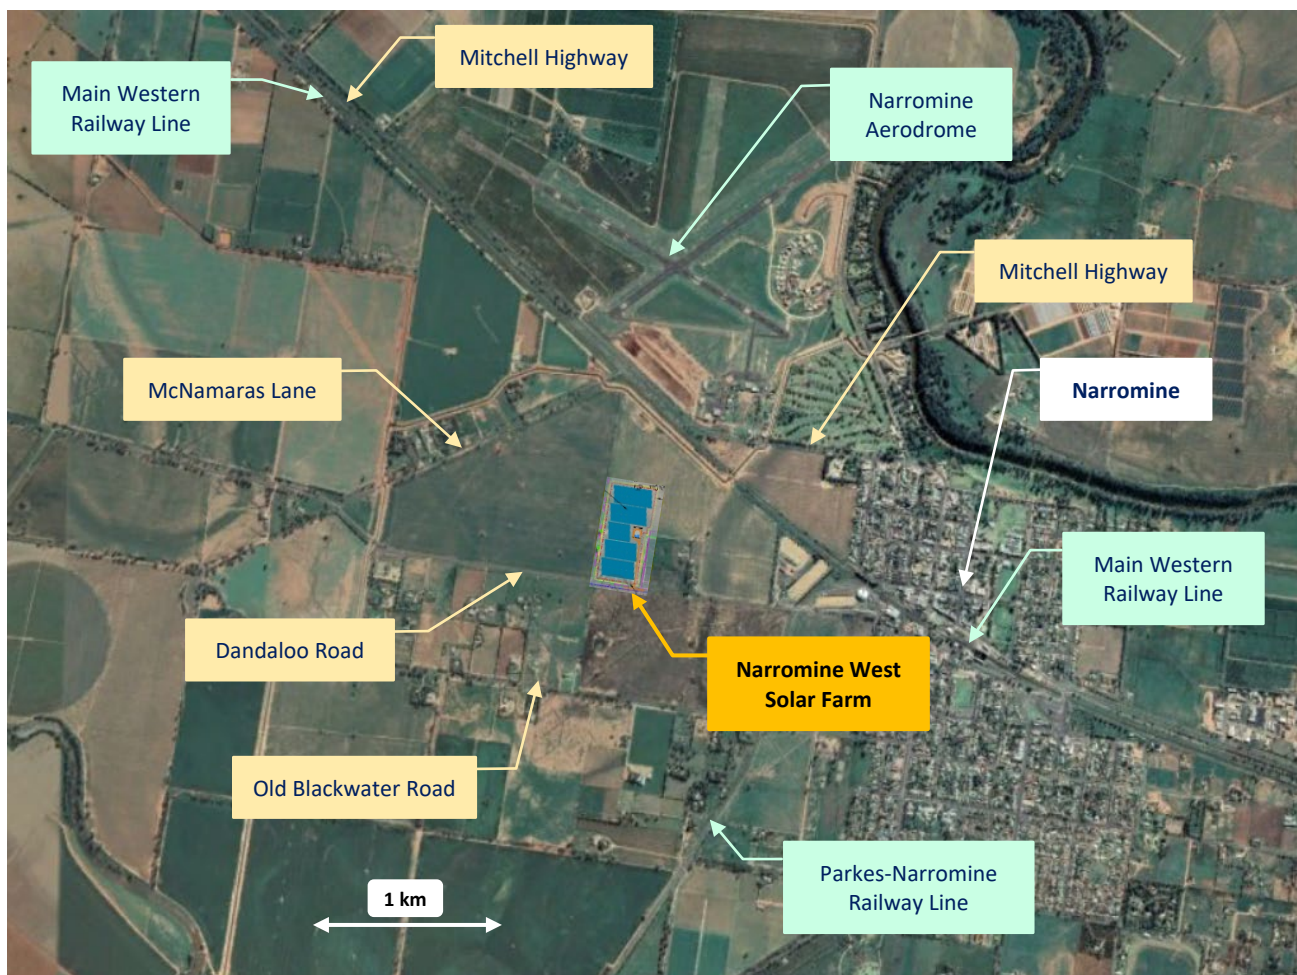 Mitchell Highway
Main Western
Railway Line
Narromine
Aerodrome
Mitchell Highway
McNamaras Lane
Narromine
Main Western
Railway Line
Dandaloo Road
Narromine West
Solar Farm
Old Blackwater Road
Parkes-Narromine
Railway Line
1 km